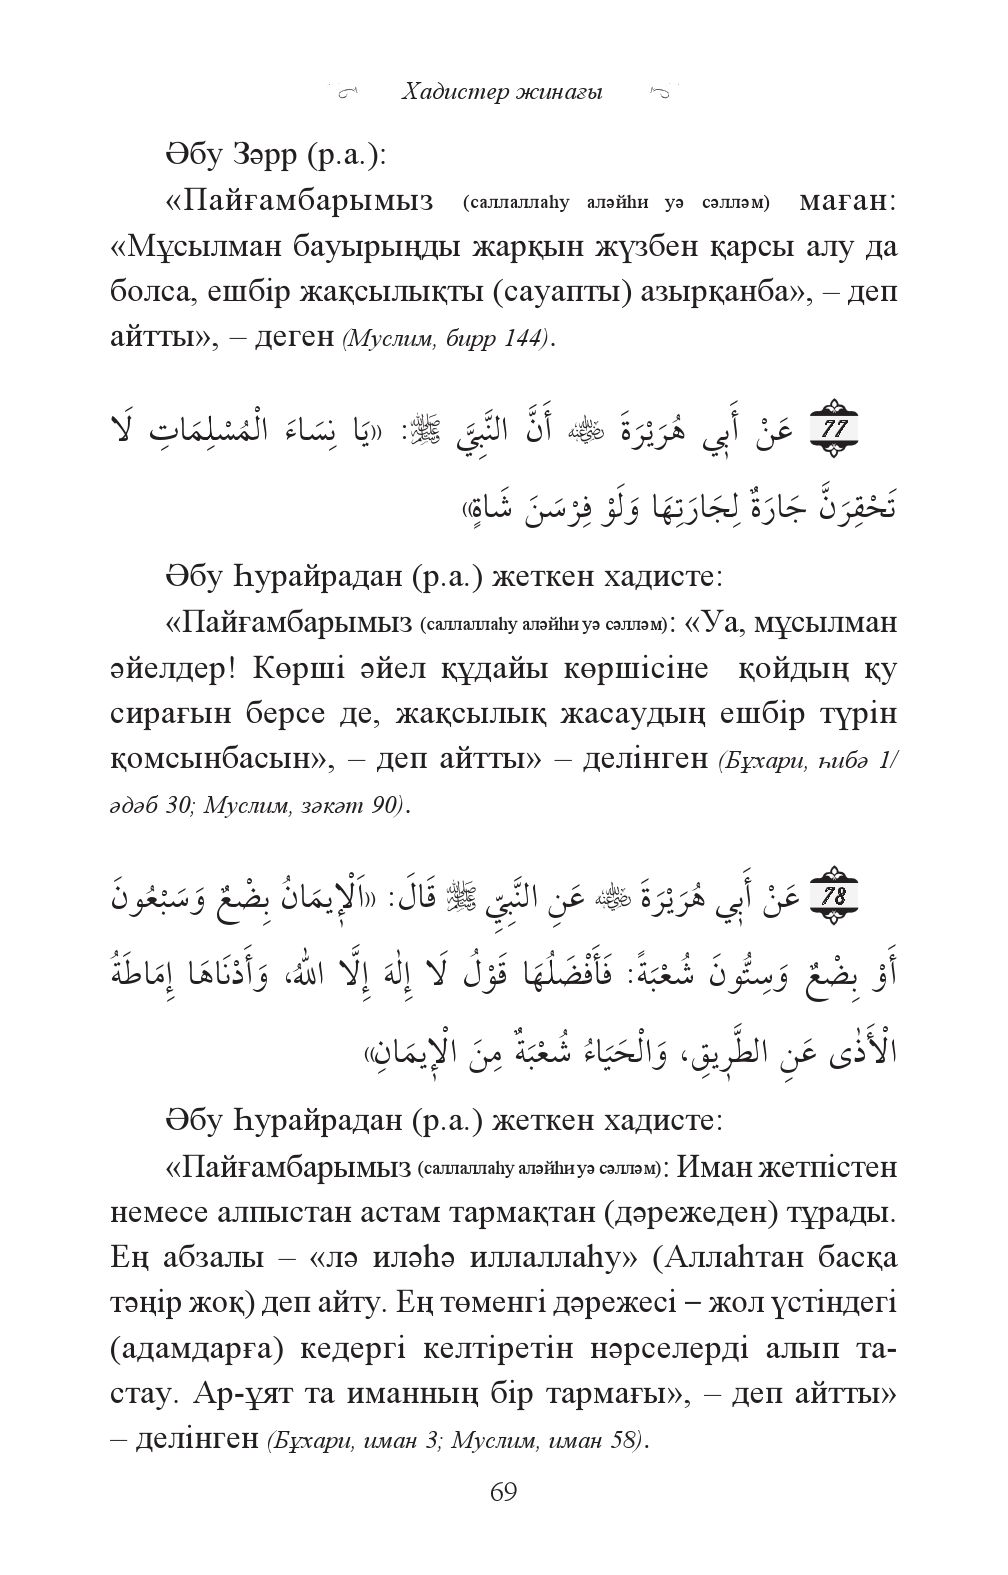 Хадистер жинағы
Әбу Зәрр (р.а.):
«Пайғамбарымыз (саллаллаһу аләйһи уә сәлләм) маған:
«Мұсылман бауырыңды жарқын жүзбен қарсы алу да
болса, ешбір жақсылықты (сауапты) азырқанба», – деп
айтты», – деген (Муслим, бирр 144).
77 عَنْ أَبِي هُرَيْرَةَ ﷺ أَنَّ النَّبِيَّ ﷺ: «يَا نِسَاءَ الْمُسْلِمَاتِ لَا
تَحْقِرَنَّ جَارَةٌ لِجَارَتِهَا وَلَوْ فِرْسَنَ شَاةٍ»
Әбу Һурайрадан (р.а.) жеткен хадисте:
«Пайғамбарымыз (саллаллаһу аләйһи уә сәлләм): «Уа, мұсылман
әйелдер! Көрші әйел құдайы көршісіне қойдың қу
сирағын берсе де, жақсылық жасаудың ешбір түрін
қомсынбасын», – деп айтты» – делінген (Бұхари, һибә 1/
әдәб 30; Муслим, зәкәт 90).
78 عَنْ أَبِي هُرَيْرَةَ رضي الله عنه عَنِ النَّبِيِّ ﷺ قَالَ: «اَلْإِيمَانُ بِضْعٌ وَسَبْعُونَ
أَوْ بِضْعٌ وَسِتُّونَ شُعْبَةً: فَأَفْضَلُهَا قَوْلُ لَا إِلٰهَ إِلَّا اللهُ، وَأَدْنَاهَا إِمَاطَةُ
الْأَذٰى عَنِ الطَّرِيقِ، وَالْحَيَاءُ شُعْبَةٌ مِنَ الْإِيمَانِ»
Әбу Һурайрадан (р.а.) жеткен хадисте:
«Пайғамбарымыз (саллаллаһу аләйһи уә сәлләм): Иман жетпістен
немесе алпыстан астам тармақтан (дәрежеден) тұрады.
Ең абзалы – «лә иләһә иллаллаһу» (Аллаһтан басқа
тәңір жоқ) деп айту. Ең төменгі дәрежесі – жол үстіндегі
(адамдарға) кедергі келтіретін нәрселерді алып та-
стау. Ар-ұят та иманның бір тармағы», – деп айтты»
– делінген (Бұхари, иман 3; Муслим, иман 58).
69